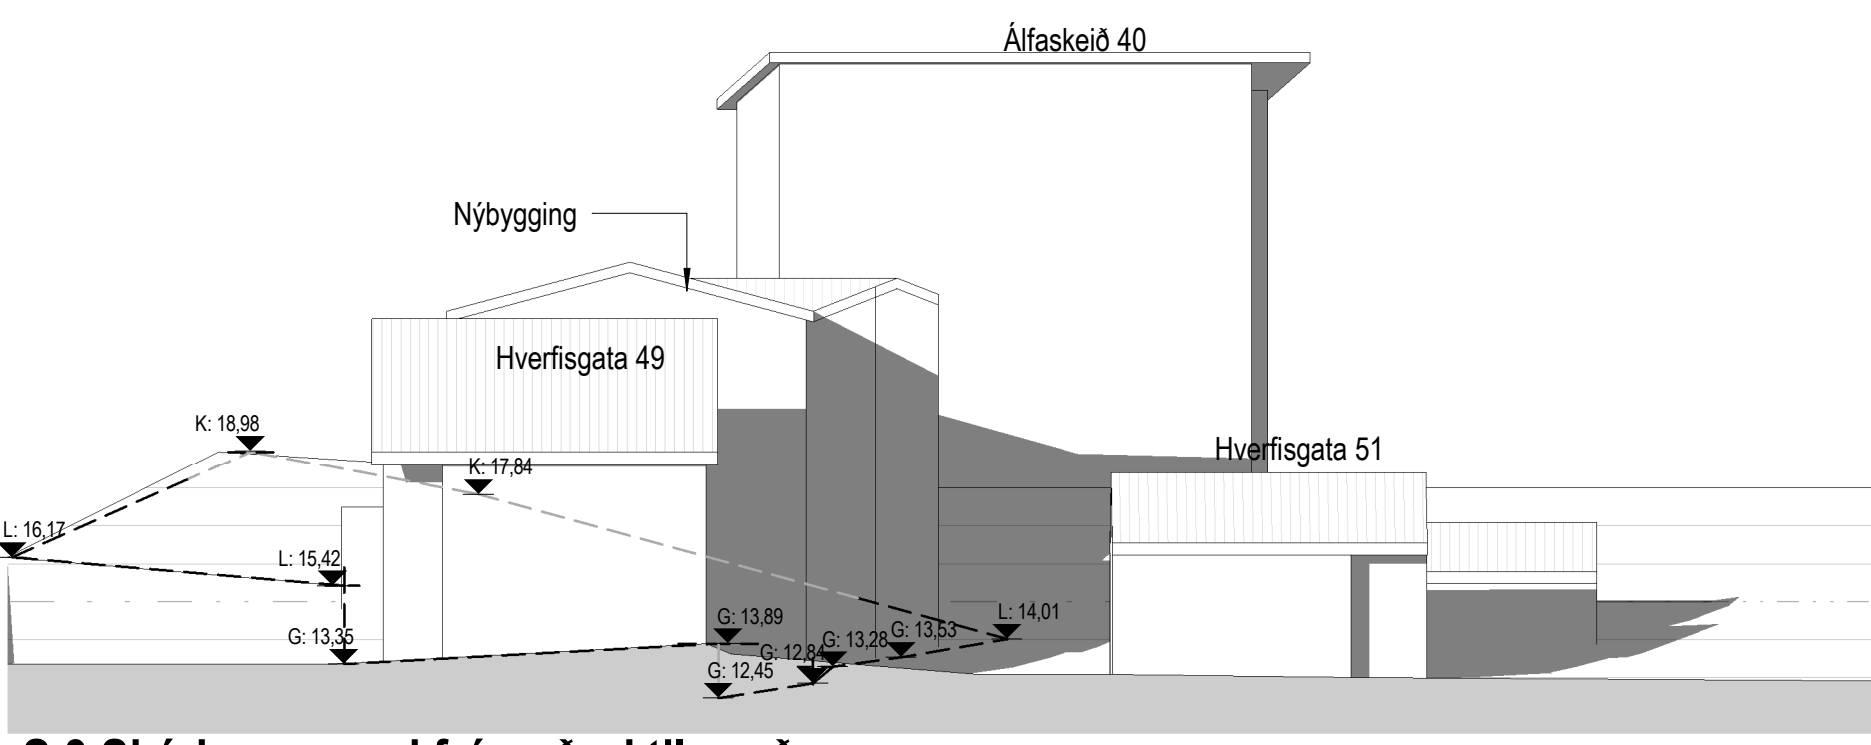 Álfaskeið 40
Nýbygging
Hverfisgata 49
K: 18,98
Hverfisgata 51
K: 17,84
L: 16,17
L: 15,42
L: 14,01
G: 13,89
G: 13,53
G: 13,28
G: 13,35
G: 12,84
G: 12,45